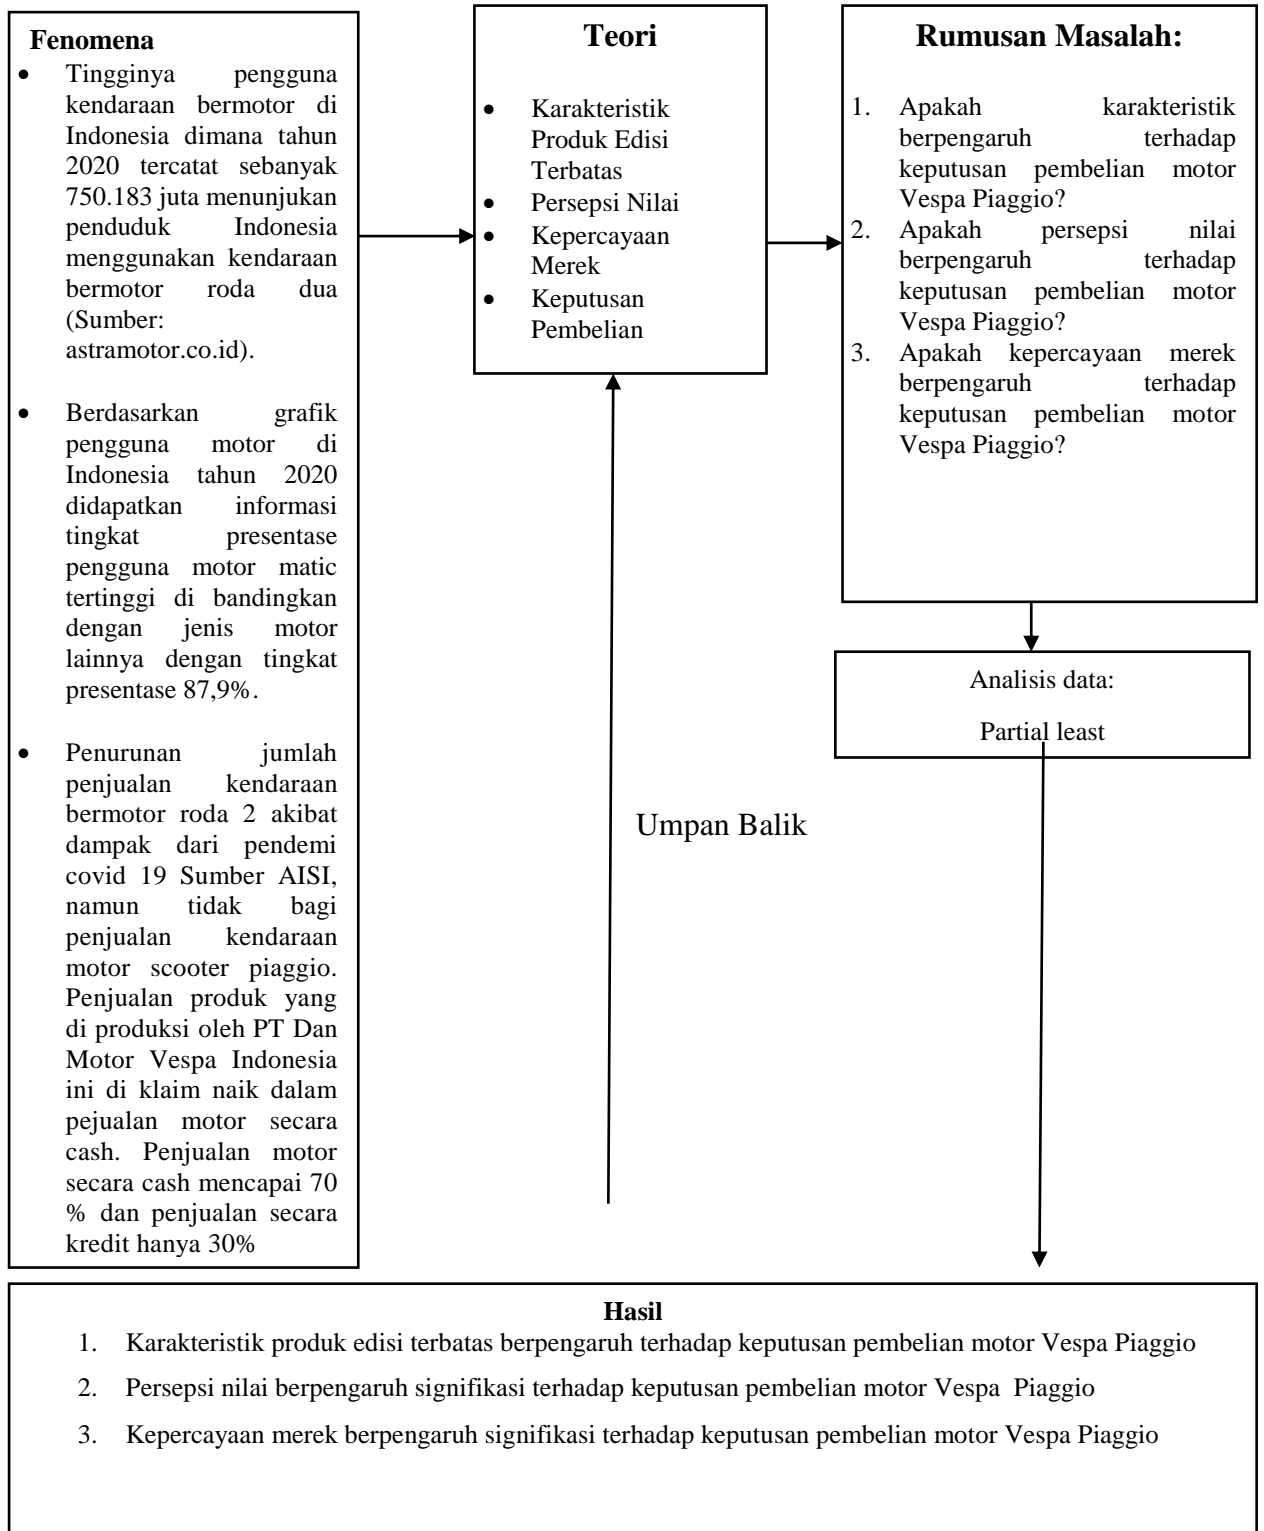 Fenomena
• Tingginya pengguna
kendaraan bermotor di
Indonesia dimana tahun
2020 tercatat sebanyak
750.183 juta menunjukan
penduduk Indonesia
menggunakan kendaraan
bermotor roda dua
(Sumber:
astramotor.co.id).
• Berdasarkan grafik
pengguna motor di
Indonesia tahun 2020
didapatkan informasi
tingkat presentase
pengguna motor matic
tertinggi di bandingkan
dengan jenis motor
lainnya dengan tingkat
presentase 87,9%.
• Penurunan jumlah
penjualan kendaraan
bermotor roda 2 akibat
dampak dari pendemi
covid 19 Sumber AISI,
namun tidak bagi
penjualan kendaraan
motor scooter piaggio.
Penjualan produk yang
di produksi oleh PT Dan
Motor Vespa Indonesia
ini di klaim naik dalam
pejualan motor secara
cash. Penjualan motor
secara cash mencapai 70
% dan penjualan secara
kredit hanya 30%
Teori
• Karakteristik
Produk Edisi
Terbatas
• Persepsi Nilai
• Kepercayaan
Merek
• Keputusan
Pembelian
Rumusan Masalah:
1. Apakah karakteristik
berpengaruh terhadap
keputusan pembelian motor
Vespa Piaggio?
2. Apakah persepsi nilai
berpengaruh terhadap
keputusan pembelian motor
Vespa Piaggio?
3. Apakah kepercayaan merek
berpengaruh terhadap
keputusan pembelian motor
Vespa Piaggio?
Analisis data:
Partial least
Umpan Balik
Hasil
1. Karakteristik produk edisi terbatas berpengaruh terhadap keputusan pembelian motor Vespa Piaggio
2. Persepsi nilai berpengaruh signifikasi terhadap keputusan pembelian motor Vespa Piaggio
3. Kepercayaan merek berpengaruh signifikasi terhadap keputusan pembelian motor Vespa Piaggio